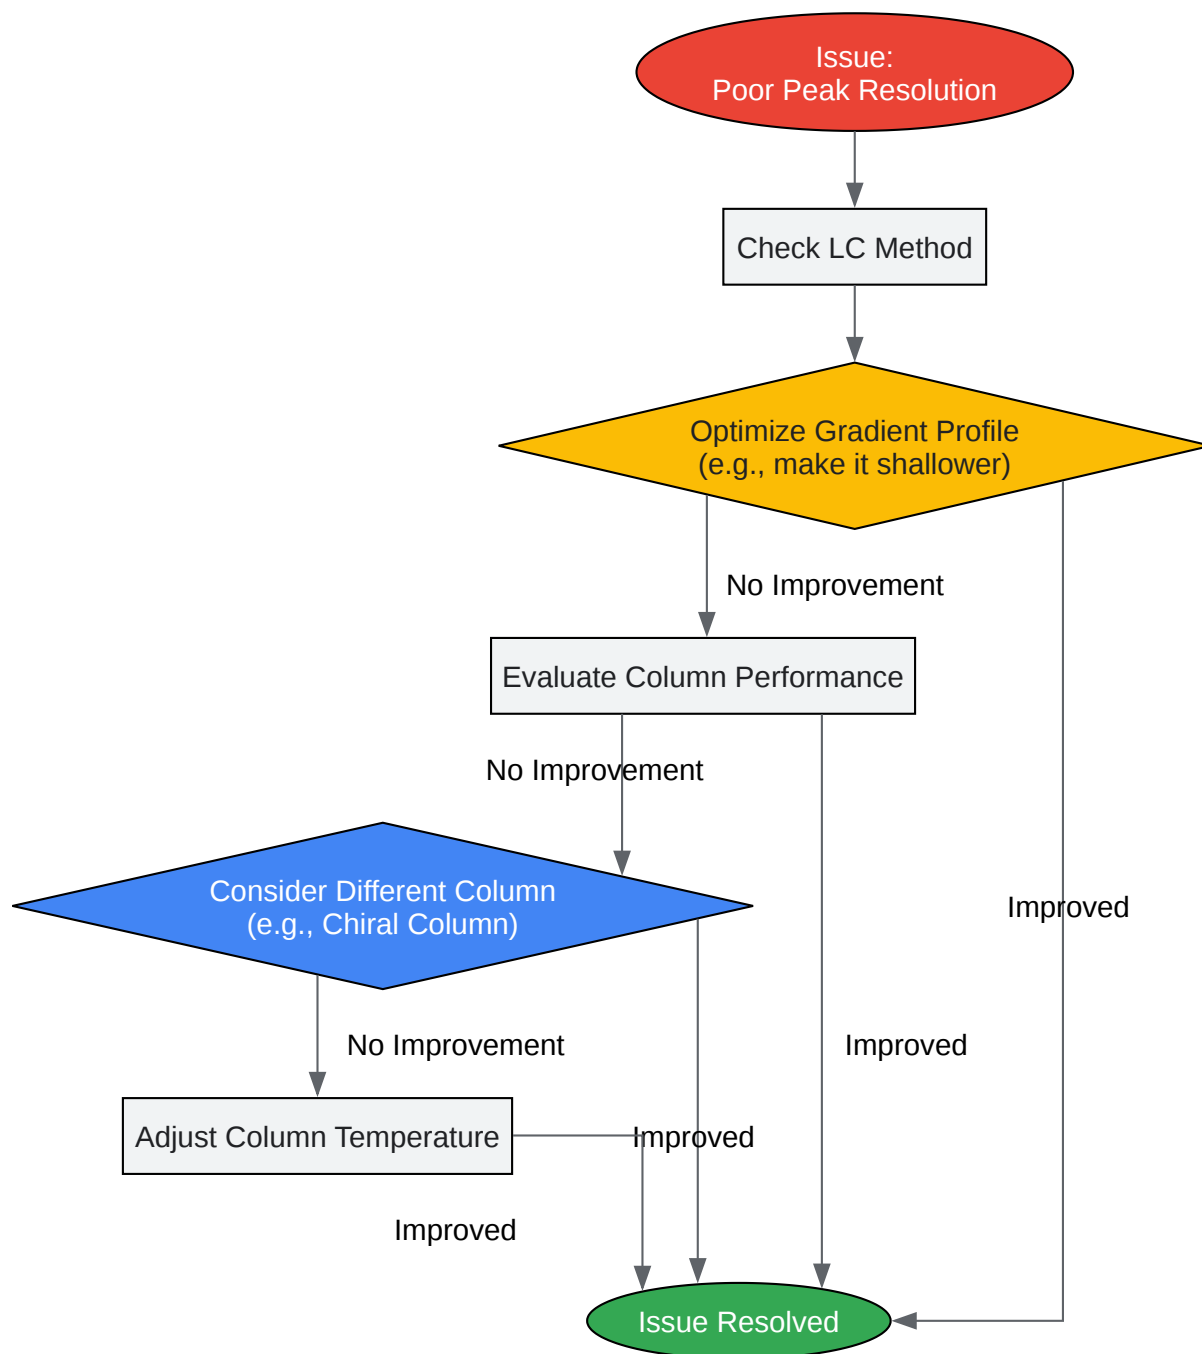 Issue:
Poor Peak Resolution
Check LC Method
Optimize Gradient Profile
(e.g., make it shallower)
No Improvement
Evaluate Column Performance
No Improvement
Consider Different Column
(e.g., Chiral Column)
Improved
No Improvement
Improved
Adjust Column Temperature
Improved
Improved
Issue Resolved